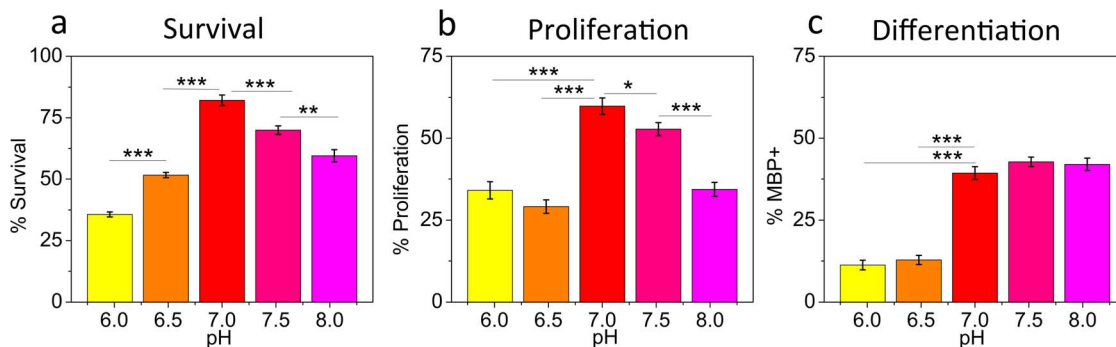 a Survival
% Survival
100
75
50
25
0
***
***
***
**
6.0 6.5 7.0 7.5 8.0
pH
b Proliferation
% Proliferation
75
50
25
0
***
***
*
***
6.0 6.5 7.0 7.5 8.0
pH
c Differentiation
% MBP+
75
50
25
0
***
***
6.0 6.5 7.0 7.5 8.0
pH